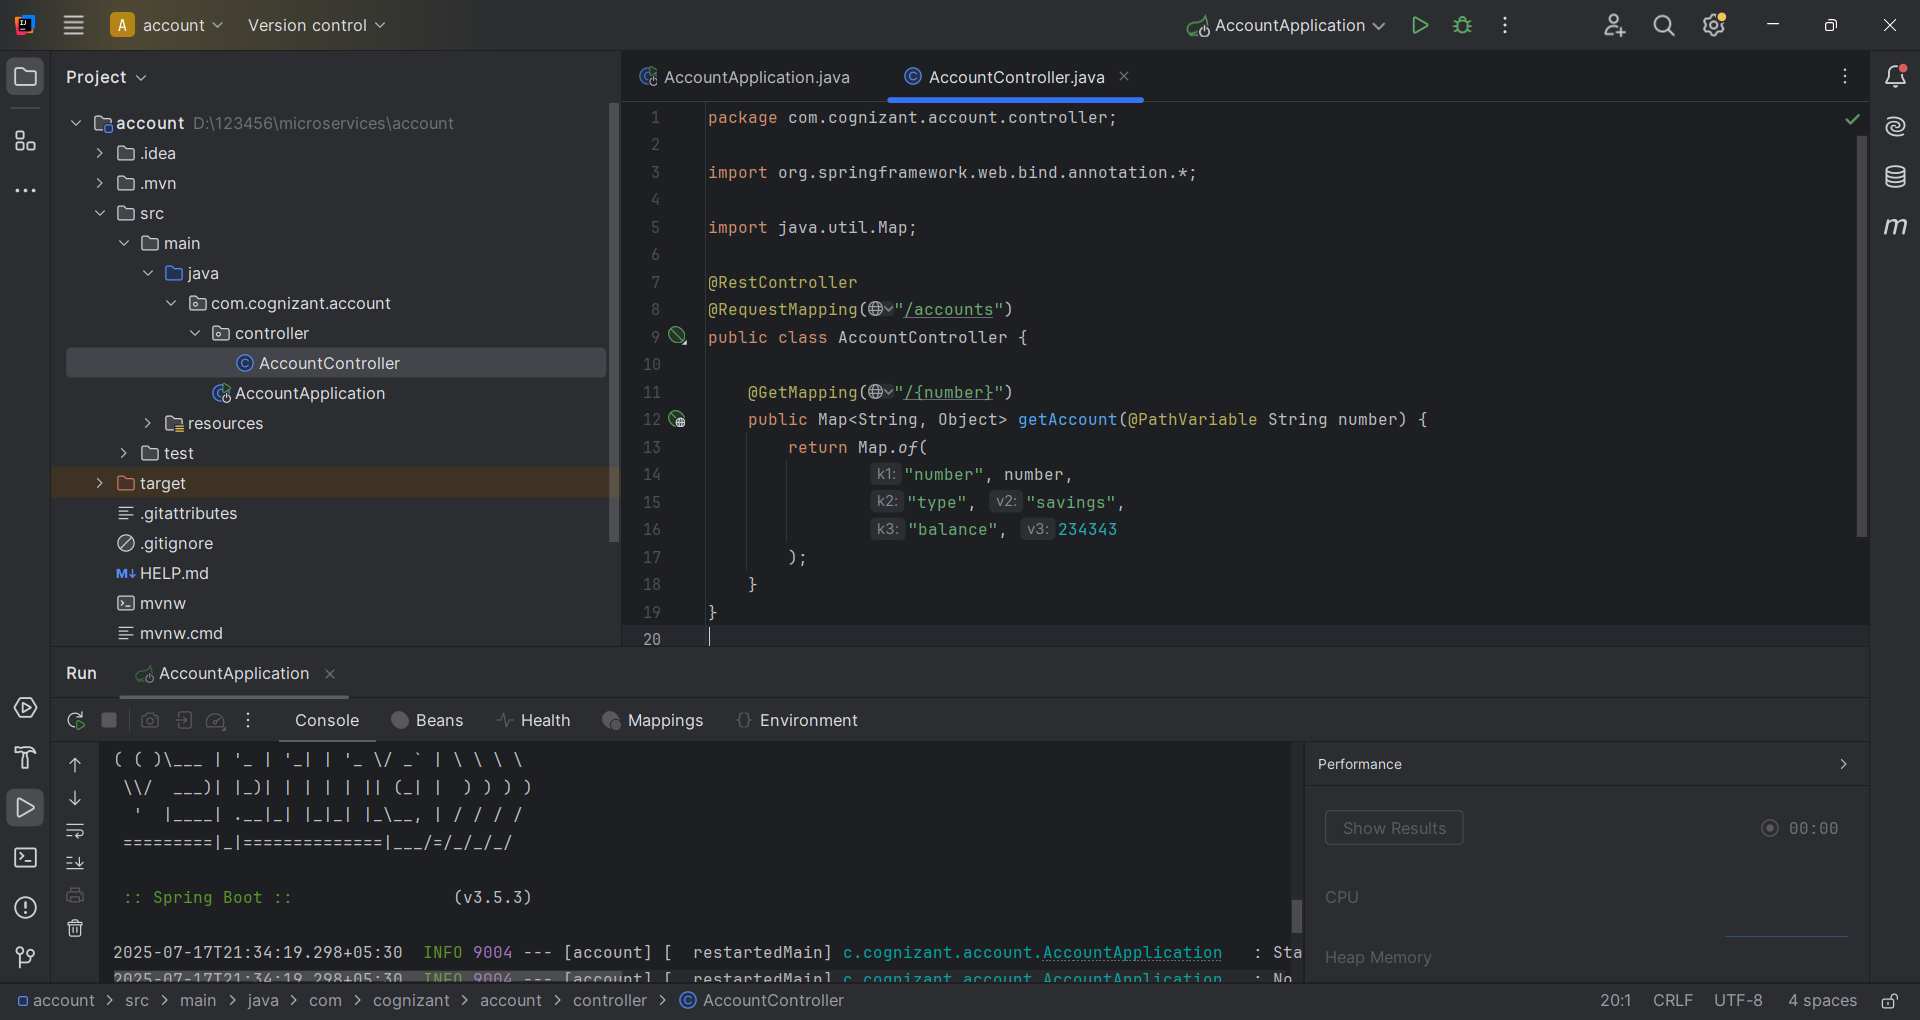 A account Version control AccountApplication
Project
AccountApplication.java AccountController.java
account D:\123456\microservices\account
.idea
.mvn
src
main
java
com.cognizant.account
controller
AccountController
AccountApplication
resources
test
target
.gitattributes
.gitignore
M↓ HELP.md
mvnw
mvnw.cmd
1 package com.cognizant.account.controller;
2
3 import org.springframework.web.bind.annotation.*;
4
5 import java.util.Map;
6
7 @RestController
8 @RequestMapping("/accounts")
9 public class AccountController {
10
11 @GetMapping("/{number}")
12 public Map<String, Object> getAccount(@PathVariable String number) {
13 return Map.of(
14 k1: "number", number,
15 k2: "type", v2: "savings",
16 k3: "balance", v3: 234343
17 );
18 }
19 }
20
m
Run AccountApplication
Console Beans Health Mappings Environment
( ( )\___ | '_ | '_| | '_ \/ _` | \ \ \ \
\\/  ___)| |_)| | | | | || (_| |  ) ) ) )
'  |____| .__|_| |_|_| |_\__, | / / / /
=========|_|==============|___/=/_/_/_/
:: Spring Boot :: (v3.5.3)
2025-07-17T21:34:19.298+05:30 INFO 9004 --- [account] [ restartedMain] c.cognizant.account.AccountApplication : Sta
2025-07-17T21:34:19.298+05:30 INFO 9004 --- [account] [ restartedMain] c.cognizant.account.AccountApplication : No
Performance
Show Results 00:00
CPU
Heap Memory
account > src > main > java > com > cognizant > account > controller > AccountController 20:1 CRLF UTF-8 4 spaces